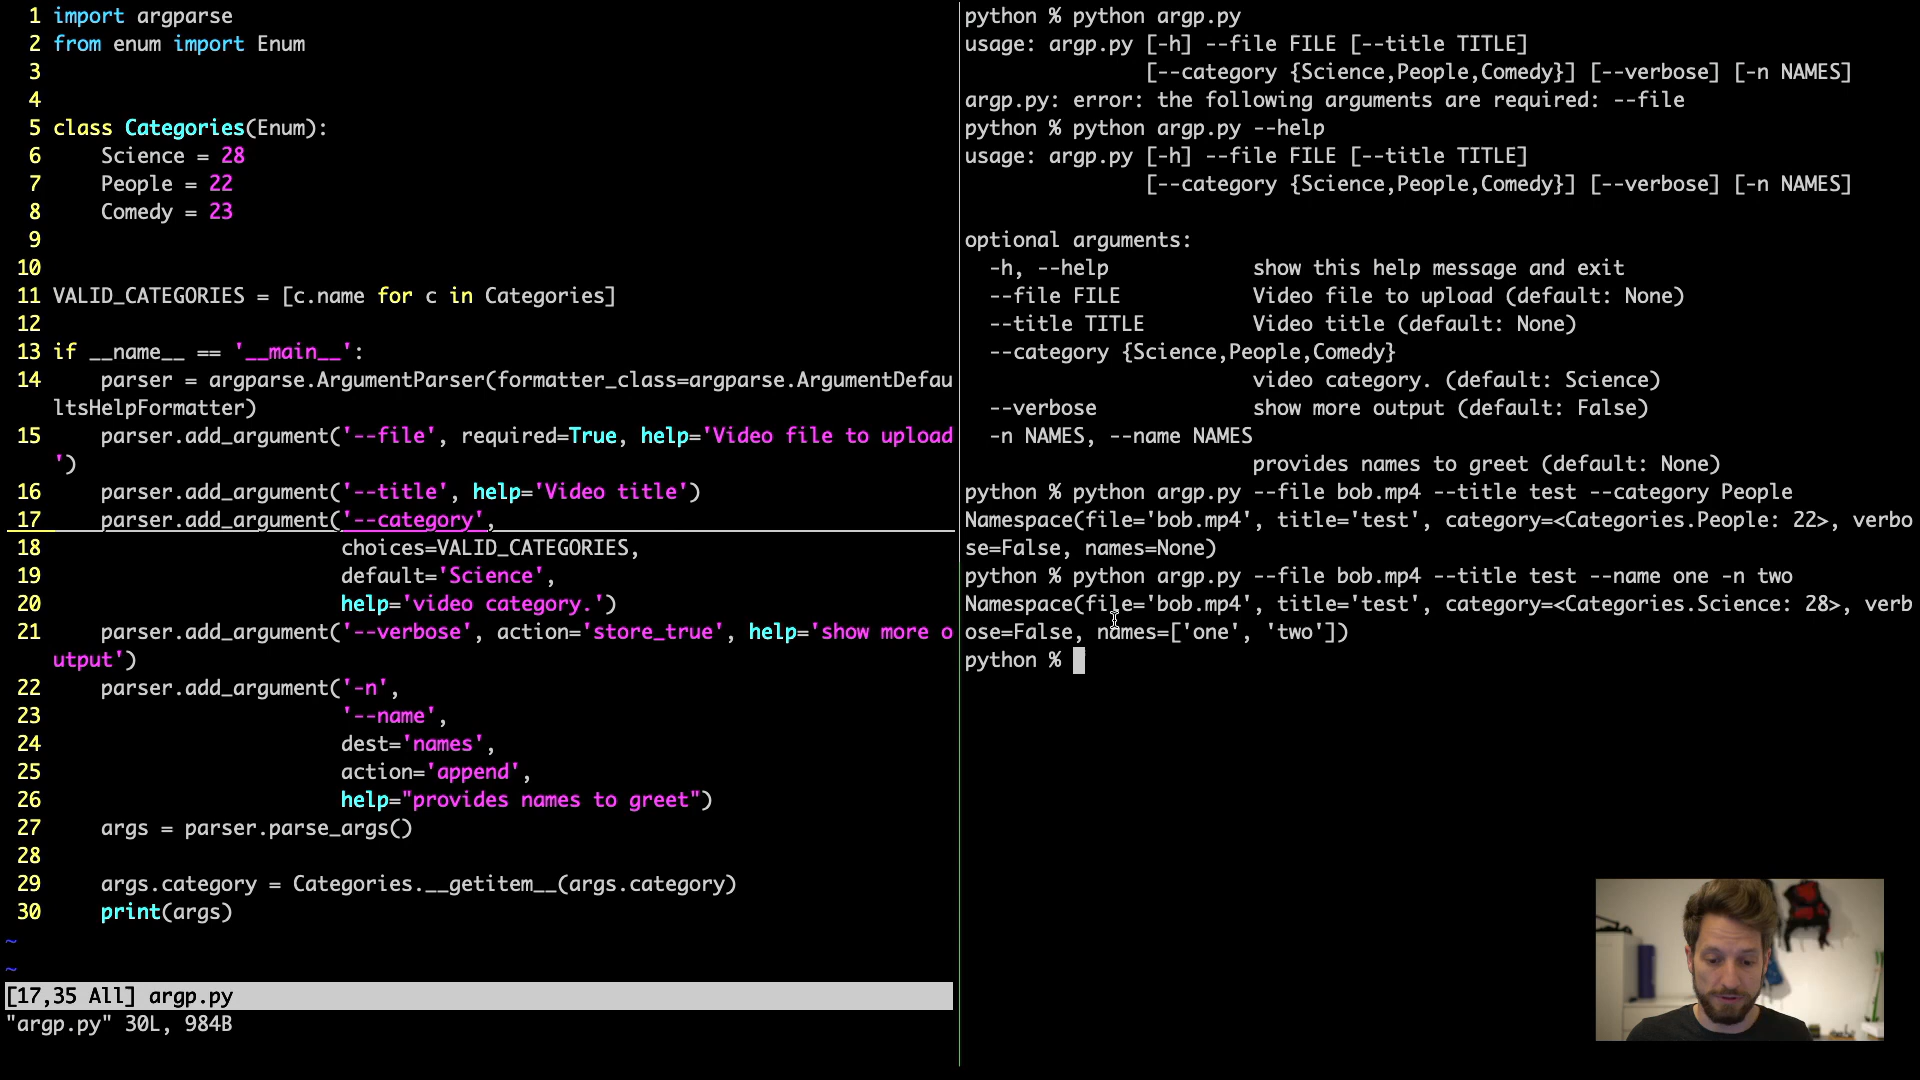 1 import argparse
2 from enum import Enum
3
4
5 class Categories(Enum):
6     Science = 28
7     People = 22
8     Comedy = 23
9
10
11 VALID_CATEGORIES = [c.name for c in Categories]
12
13 if __name__ == '__main__':
14     parser = argparse.ArgumentParser(formatter_class=argparse.ArgumentDefau
ltsHelpFormatter)
15     parser.add_argument('--file', required=True, help='Video file to upload
')
16     parser.add_argument('--title', help='Video title')
17     parser.add_argument('--category',
18                         choices=VALID_CATEGORIES,
19                         default='Science',
20                         help='video category.')
21     parser.add_argument('--verbose', action='store_true', help='show more o
utput')
22     parser.add_argument('-n',
23                         '--name',
24                         dest='names',
25                         action='append',
26                         help="provides names to greet")
27     args = parser.parse_args()
28
29     args.category = Categories.__getitem__(args.category)
30     print(args)
~
~
[17,35 All] argp.py
"argp.py" 30L, 984B
python % python argp.py
usage: argp.py [-h] --file FILE [--title TITLE]
               [--category {Science,People,Comedy}] [--verbose] [-n NAMES]
argp.py: error: the following arguments are required: --file
python % python argp.py --help
usage: argp.py [-h] --file FILE [--title TITLE]
               [--category {Science,People,Comedy}] [--verbose] [-n NAMES]

optional arguments:
  -h, --help            show this help message and exit
  --file FILE           Video file to upload (default: None)
  --title TITLE         Video title (default: None)
  --category {Science,People,Comedy}
                        video category. (default: Science)
  --verbose             show more output (default: False)
  -n NAMES, --name NAMES
                        provides names to greet (default: None)
python % python argp.py --file bob.mp4 --title test --category People
Namespace(file='bob.mp4', title='test', category=<Categories.People: 22>, verbo
se=False, names=None)
python % python argp.py --file bob.mp4 --title test --name one -n two
Namespace(file='bob.mp4', title='test', category=<Categories.Science: 28>, verb
ose=False, names=['one', 'two'])
python %